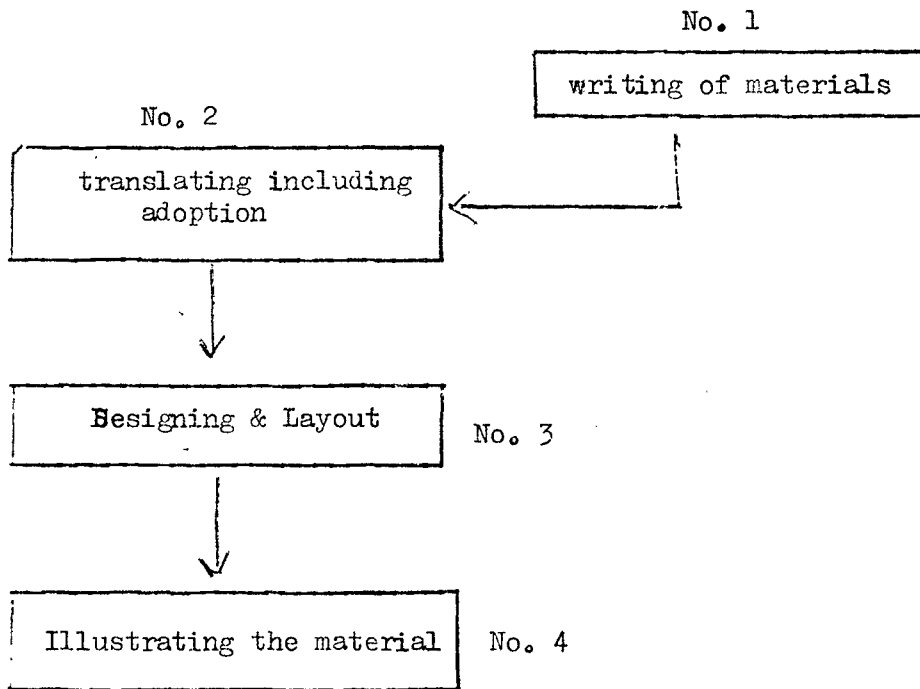 No. 1
writing of materials
No. 2
translating including
adoption
Besigning & Layout
No. 3
Illustrating the material
No. 4